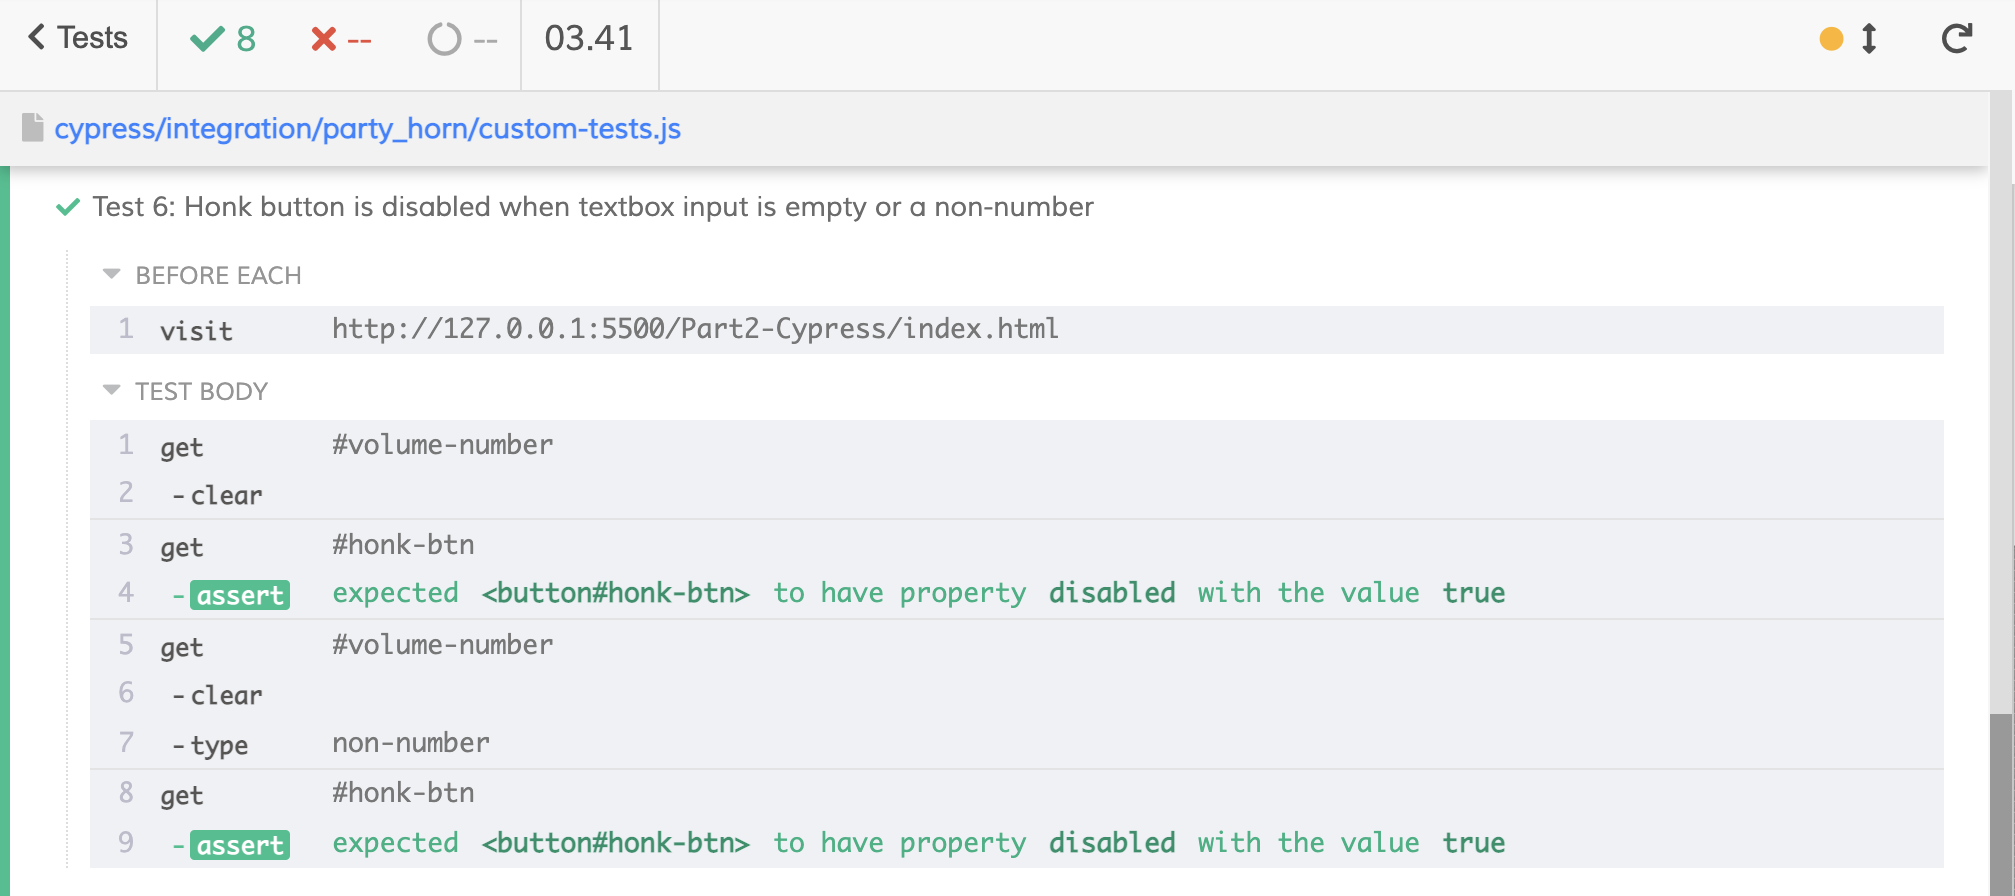 Tests 8 -- -- 03.41
cypress/integration/party_horn/custom-tests.js
Test 6: Honk button is disabled when textbox input is empty or a non-number
BEFORE EACH
1 visit http://127.0.0.1:5500/Part2-Cypress/index.html
TEST BODY
1 get #volume-number
2 -clear
3 get #honk-btn
4 -assert expected <button#honk-btn> to have property disabled with the value true
5 get #volume-number
6 -clear
7 -type non-number
8 get #honk-btn
9 -assert expected <button#honk-btn> to have property disabled with the value true